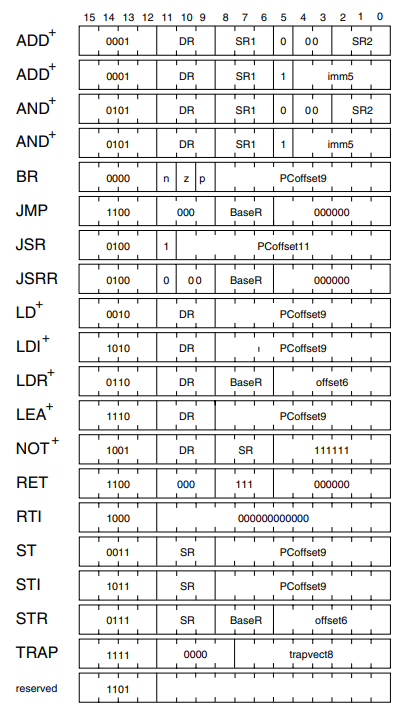 15 14 13 12 11 10 9 8 7 6 5 4 3 2 1 0
ADD+ 0001 DR SR1 0 00 SR2
ADD+ 0001 DR SR1 1 imm5
AND+ 0101 DR SR1 0 00 SR2
AND+ 0101 DR SR1 1 imm5
BR 0000 n z p PCoffset9
JMP 1100 000 BaseR 000000
JSR 0100 1 PCoffset11
JSRR 0100 0 00 BaseR 000000
LD+ 0010 DR PCoffset9
LDI+ 1010 DR PCoffset9
LDR+ 0110 DR BaseR offset6
LEA+ 1110 DR PCoffset9
NOT+ 1001 DR SR 111111
RET 1100 000 111 000000
RTI 1000 000000000000
ST 0011 SR PCoffset9
STI 1011 SR PCoffset9
STR 0111 SR BaseR offset6
TRAP 1111 0000 trapvect8
reserved 1101